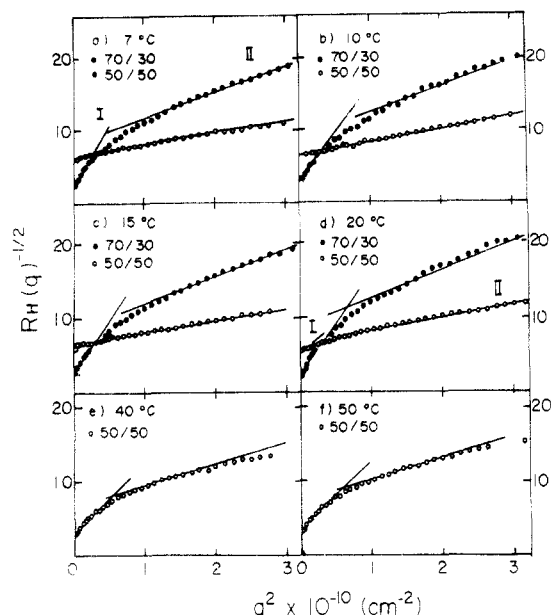 a) 7 °C
● 70/30
● 50/50
I
II
20
10
b) 10 °C
● 70/30
○ 50/50
20
10
c) 15 °C
● 70/30
○ 50/50
20
10
d) 20 °C
● 70/30
○ 50/50
I
II
20
10
e) 40 °C
○ 50/50
20
10
f) 50 °C
○ 50/50
20
10
0 1 2 3 0 1 2 3
RH (q)^-1/2
q² x 10^-10 (cm^-2)